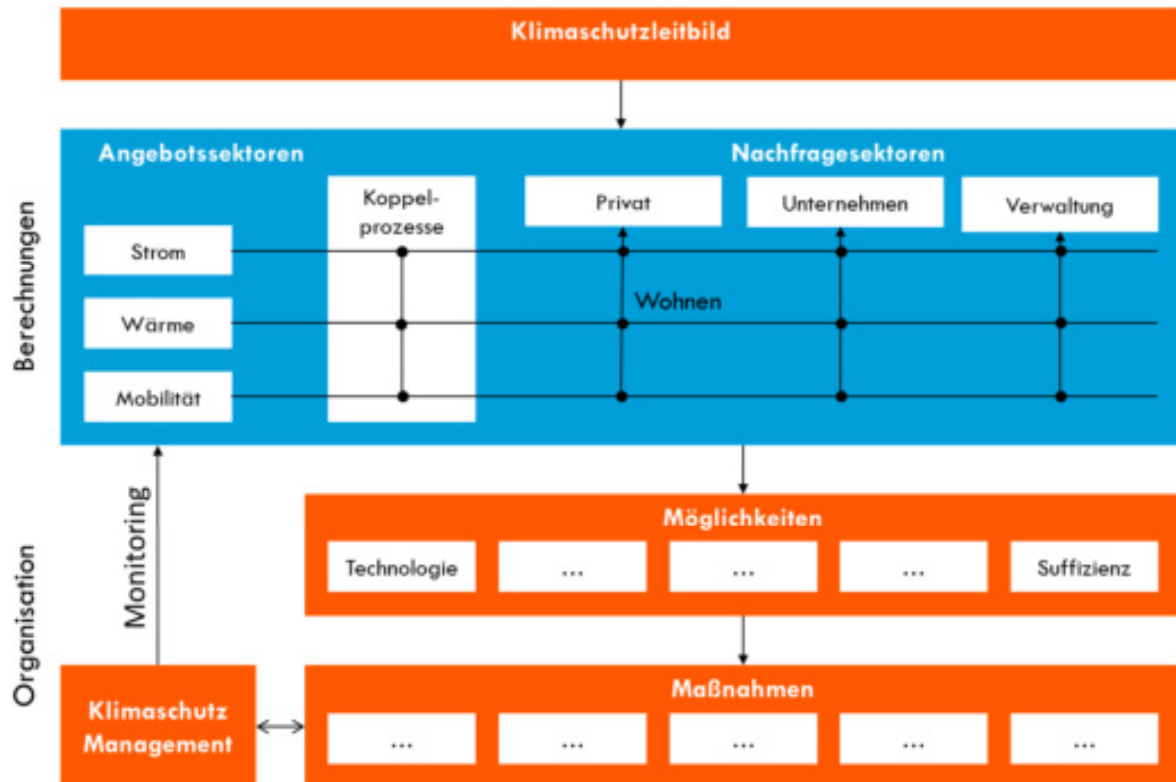 Klimaschutzleitbild
Berechnungen
Angebotssektoren
Nachfragesektoren
Koppel-
prozesse
Privat
Unternehmen
Verwaltung
Strom
Wohnen
Wärme
Mobilität
Organisation
Monitoring
Möglichkeiten
Technologie
...
...
...
Suffizienz
Klimaschutz
Management
Maßnahmen
...
...
...
...
...